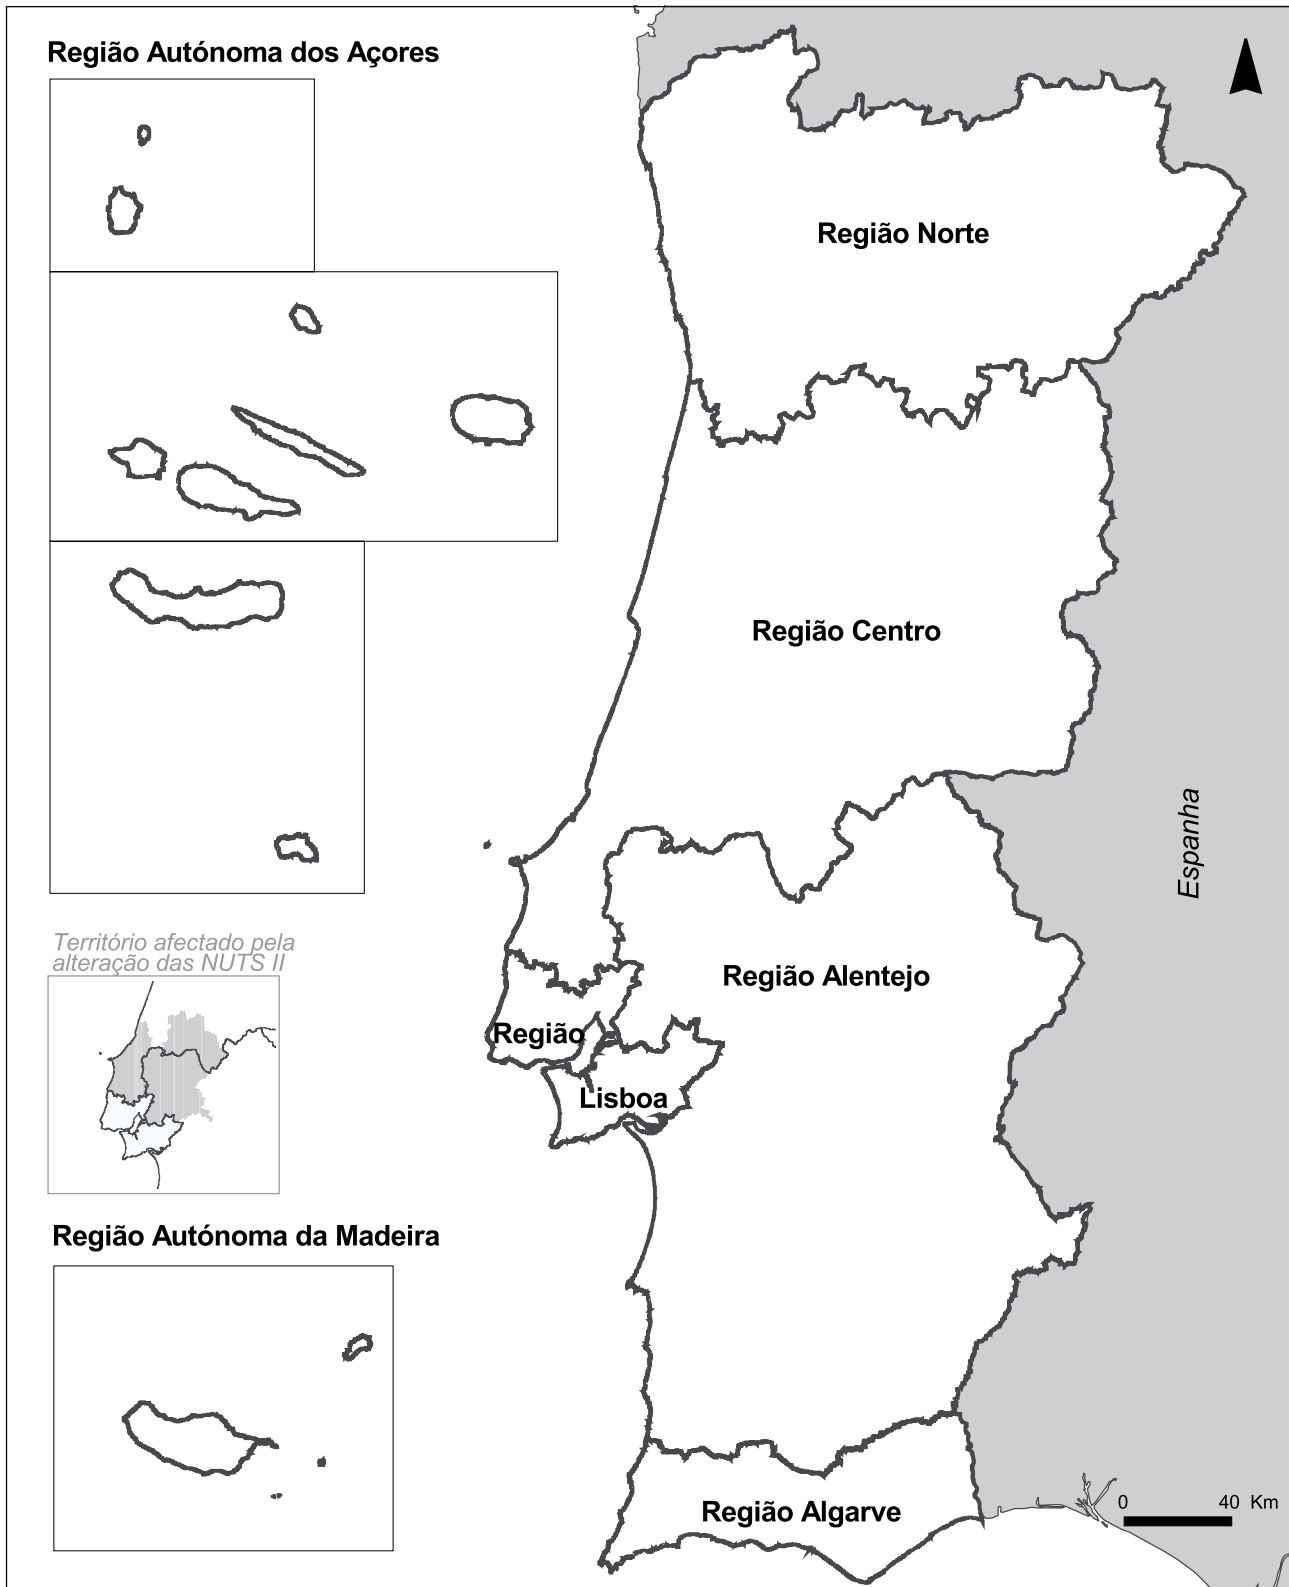 Região Autónoma dos Açores
Região Norte
Região Centro
Espanha
Território afectado pela
alteração das NUTS II
Região Alentejo
Região
Lisboa
Região Autónoma da Madeira
Região Algarve
0 40 Km